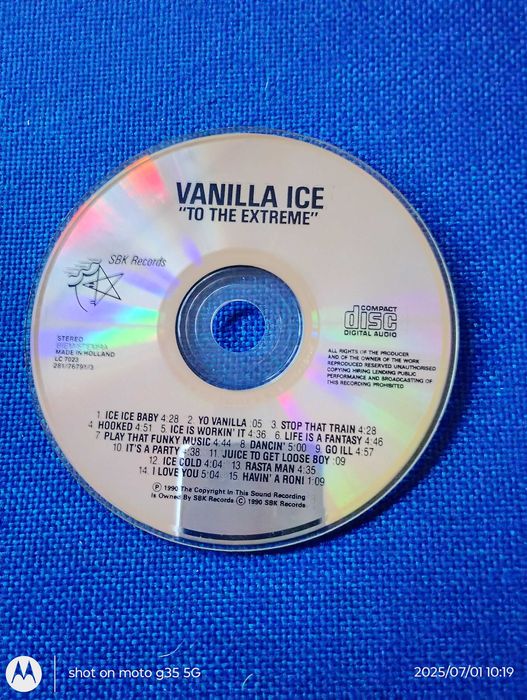 VANILLA ICE
"TO THE EXTREME"
SBK Records
STEREO
MADE IN HOLLAND
LC 7023
COMPACT
disc
DIGITAL AUDIO
ALL RIGHTS OF THE PRODUCER
AND OF THE OWNER OF THE WORK
REPRODUCED RESERVED UNAUTHORISED
COPYING HIRING LENDING PUBLIC
PERFORMANCE AND BROADCASTING OF
THIS RECORDING PROHIBITED
1 ICE ICE BABY 4:28 2 YO VANILLA :05 3 STOP THAT TRAIN 4:28
4 HOOKED 4:51 5 ICE IS WORKIN' IT 4:36 6 LIFE IS A FANTASY 4:46
7 PLAY THAT FUNKY MUSIC 4:44 8 DANCIN' 5:00 9 GO ILL 4:57
10 IT'S A PARTY 4:38 11 JUICE TO GET LOOSE BOY :09
12 ICE COLD 4:04 13 RASTA MAN 4:35
14 I LOVE YOU 5:04 15 HAVIN' A RONI 1:09
Ⓟ 1990 The Copyright In This Sound Recording
Is Owned By SBK Records Ⓒ 1990 SBK Records
shot on moto g35 5G
2025/07/01 10:19